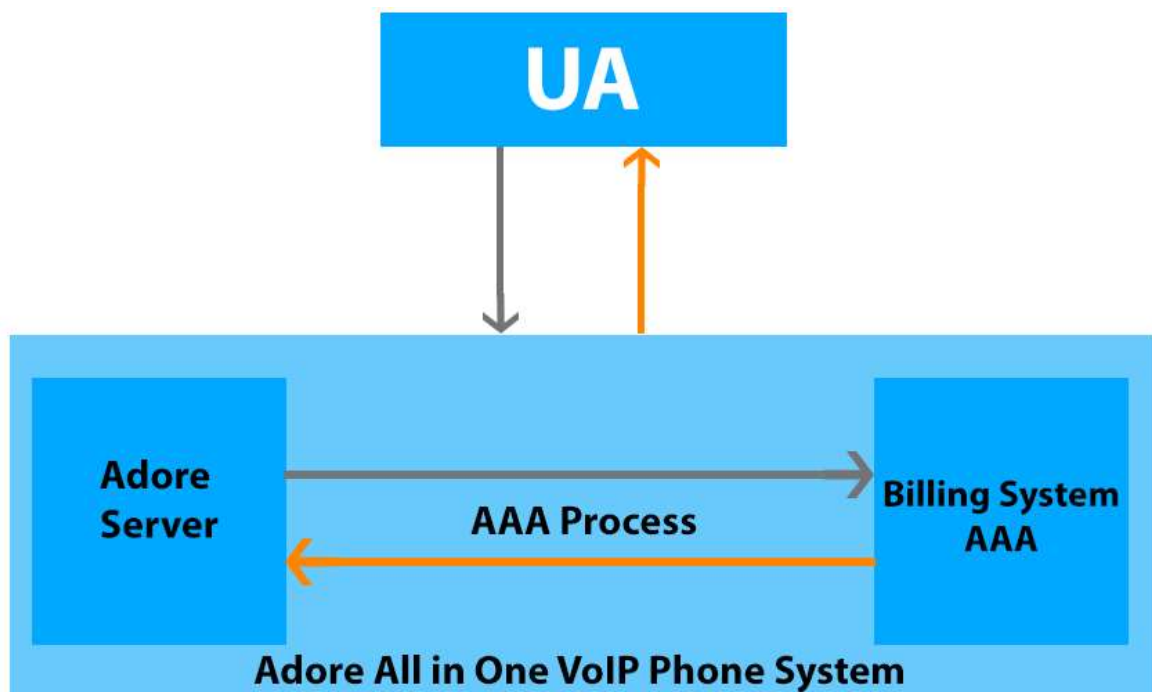 UA
Adore
Server
AAA Process
Billing System
AAA
Adore All in One VoIP Phone System